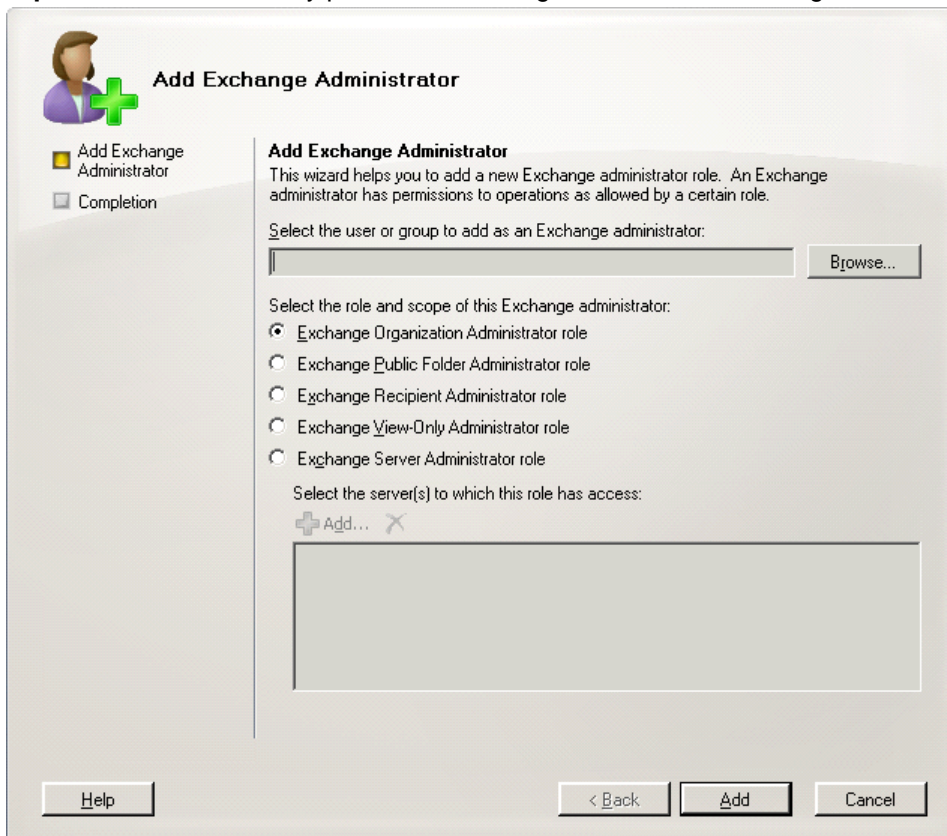 Add Exchange Administrator
Add Exchange
Administrator
Completion
Add Exchange Administrator
This wizard helps you to add a new Exchange administrator role. An Exchange
administrator has permissions to operations as allowed by a certain role.
Select the user or group to add as an Exchange administrator:
Browse...
Select the role and scope of this Exchange administrator:
Exchange Organization Administrator role
Exchange Public Folder Administrator role
Exchange Recipient Administrator role
Exchange View-Only Administrator role
Exchange Server Administrator role
Select the server(s) to which this role has access:
Add...
Help
< Back
Add
Cancel